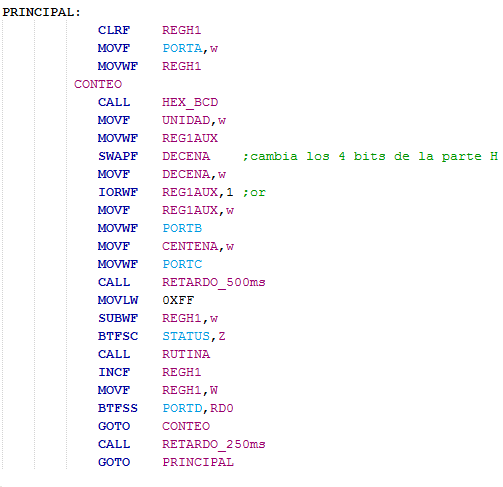 PRINCIPAL:
CLRF REGH1
MOVF PORTA,w
MOVWF REGH1
CONTEO
CALL HEX_BCD
MOVF UNIDAD,w
MOVWF REG1AUX
SWAPF DECENA ;cambia los 4 bits de la parte H
MOVF DECENA,w
IORWF REG1AUX,1 ;or
MOVF REG1AUX,w
MOVWF PORTB
MOVF CENTENA,w
MOVWF PORTC
CALL RETARDO_500ms
MOVLW 0XFF
SUBWF REGH1,w
BTFSC STATUS,Z
CALL RUTINA
INCF REGH1
MOVF REGH1,W
BTFSS PORTD,RD0
GOTO CONTEO
CALL RETARDO_250ms
GOTO PRINCIPAL